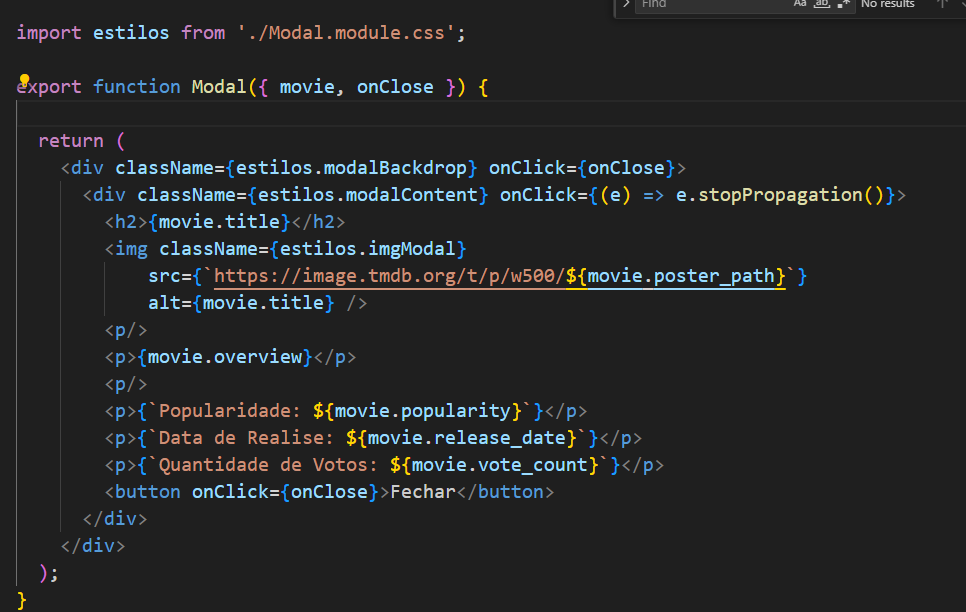 Find Aa ab .* No results
import estilos from './Modal.module.css';
export function Modal({ movie, onClose }) {
return (
<div className={estilos.modalBackdrop} onClick={onClose}>
<div className={estilos.modalContent} onClick={(e) => e.stopPropagation()}>
<h2>{movie.title}</h2>
<img className={estilos.imgModal}
src={`https://image.tmdb.org/t/p/w500/${movie.poster_path}`}
alt={movie.title} />
<p/>
<p>{movie.overview}</p>
<p/>
<p>{`Popularidade: ${movie.popularity}`}</p>
<p>{`Data de Realise: ${movie.release_date}`}</p>
<p>{`Quantidade de Votos: ${movie.vote_count}`}</p>
<button onClick={onClose}>Fechar</button>
</div>
</div>
);
}